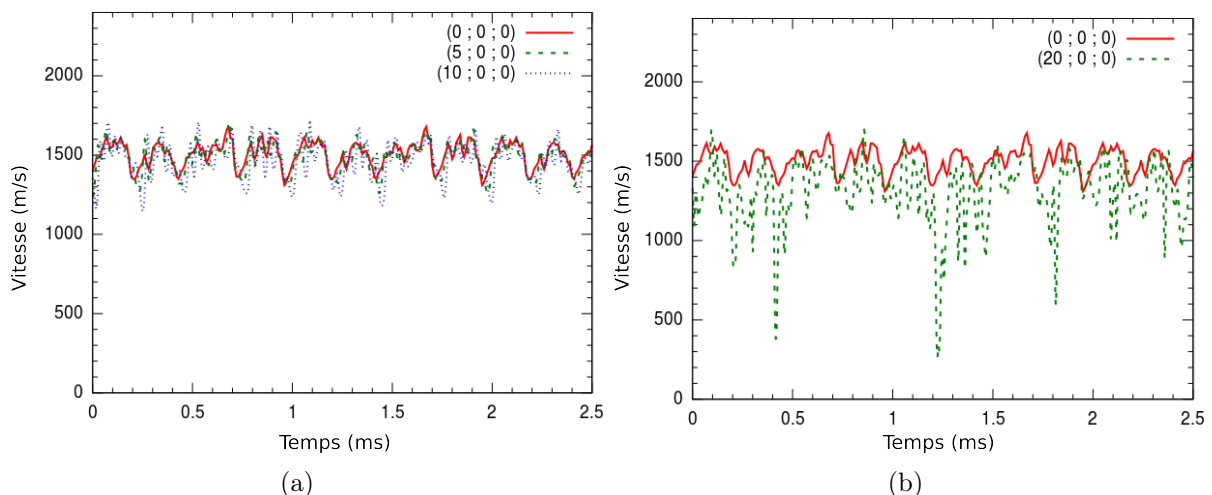 (0 ; 0 ; 0)
(5 ; 0 ; 0)
(10 ; 0 ; 0)
2000
1500
1000
500
0
0 0.5 1 1.5 2 2.5
Vitesse (m/s)
Temps (ms)
(a)
(0 ; 0 ; 0)
(20 ; 0 ; 0)
2000
1500
1000
500
0
0 0.5 1 1.5 2 2.5
Vitesse (m/s)
Temps (ms)
(b)